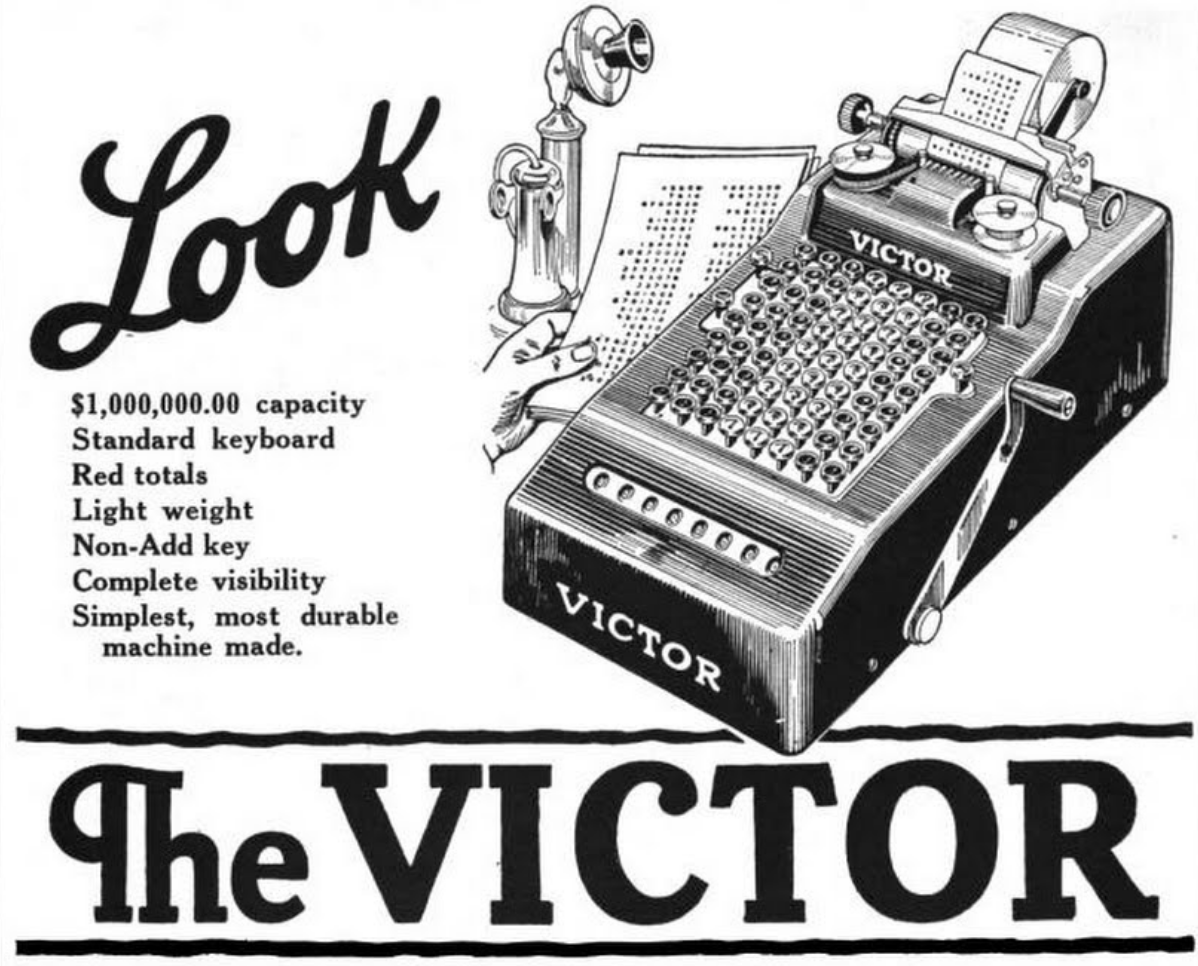 Look
$1,000,000.00 capacity
Standard keyboard
Red totals
Light weight
Non-Add key
Complete visibility
Simplest, most durable
machine made.
VICTOR
VICTOR
The VICTOR